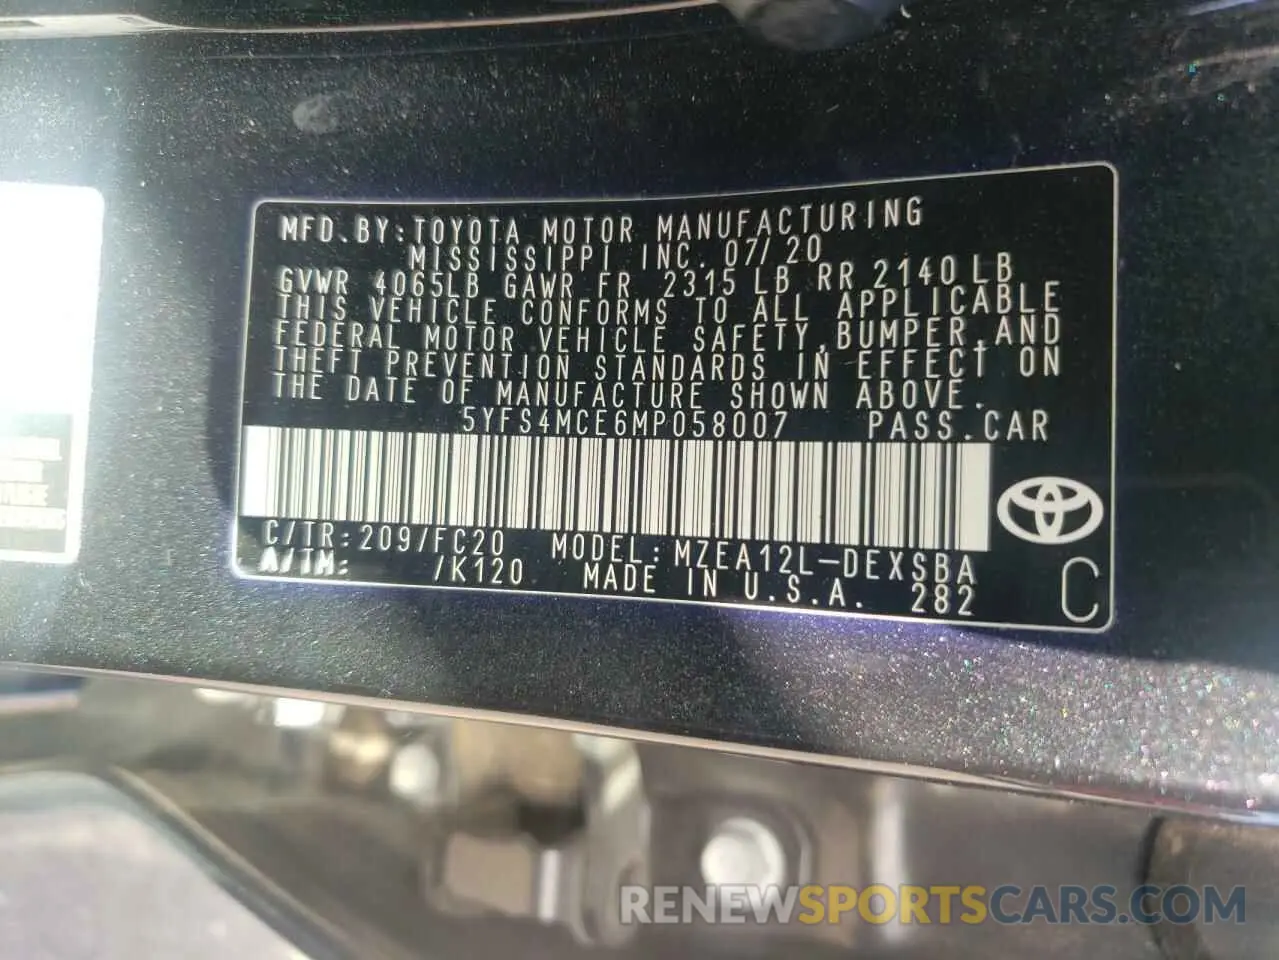 MFD.BY:TOYOTA MOTOR MANUFACTURING
MISSISSIPPI INC. 07/20
GVWR 4065LB GAWR FR 2315 LB RR 2140 LB
THIS VEHICLE CONFORMS TO ALL APPLICABLE
FEDERAL MOTOR VEHICLE SAFETY,BUMPER,AND
THEFT PREVENTION STANDARDS IN EFFECT ON
THE DATE OF MANUFACTURE SHOWN ABOVE.
5YFS4MCE6MP058007 PASS.CAR
C/TR:209/FC20 MODEL:MZEA12L-DEXSBA
A/TM: /K120 MADE IN U.S.A. 282
C
RENEWSPORTSCARS.COM